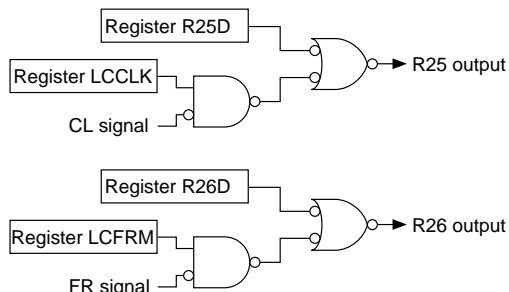 Register R25D
Register LCCLK
R25 output
CL signal
Register R26D
Register LCFRM
R26 output
FR signal